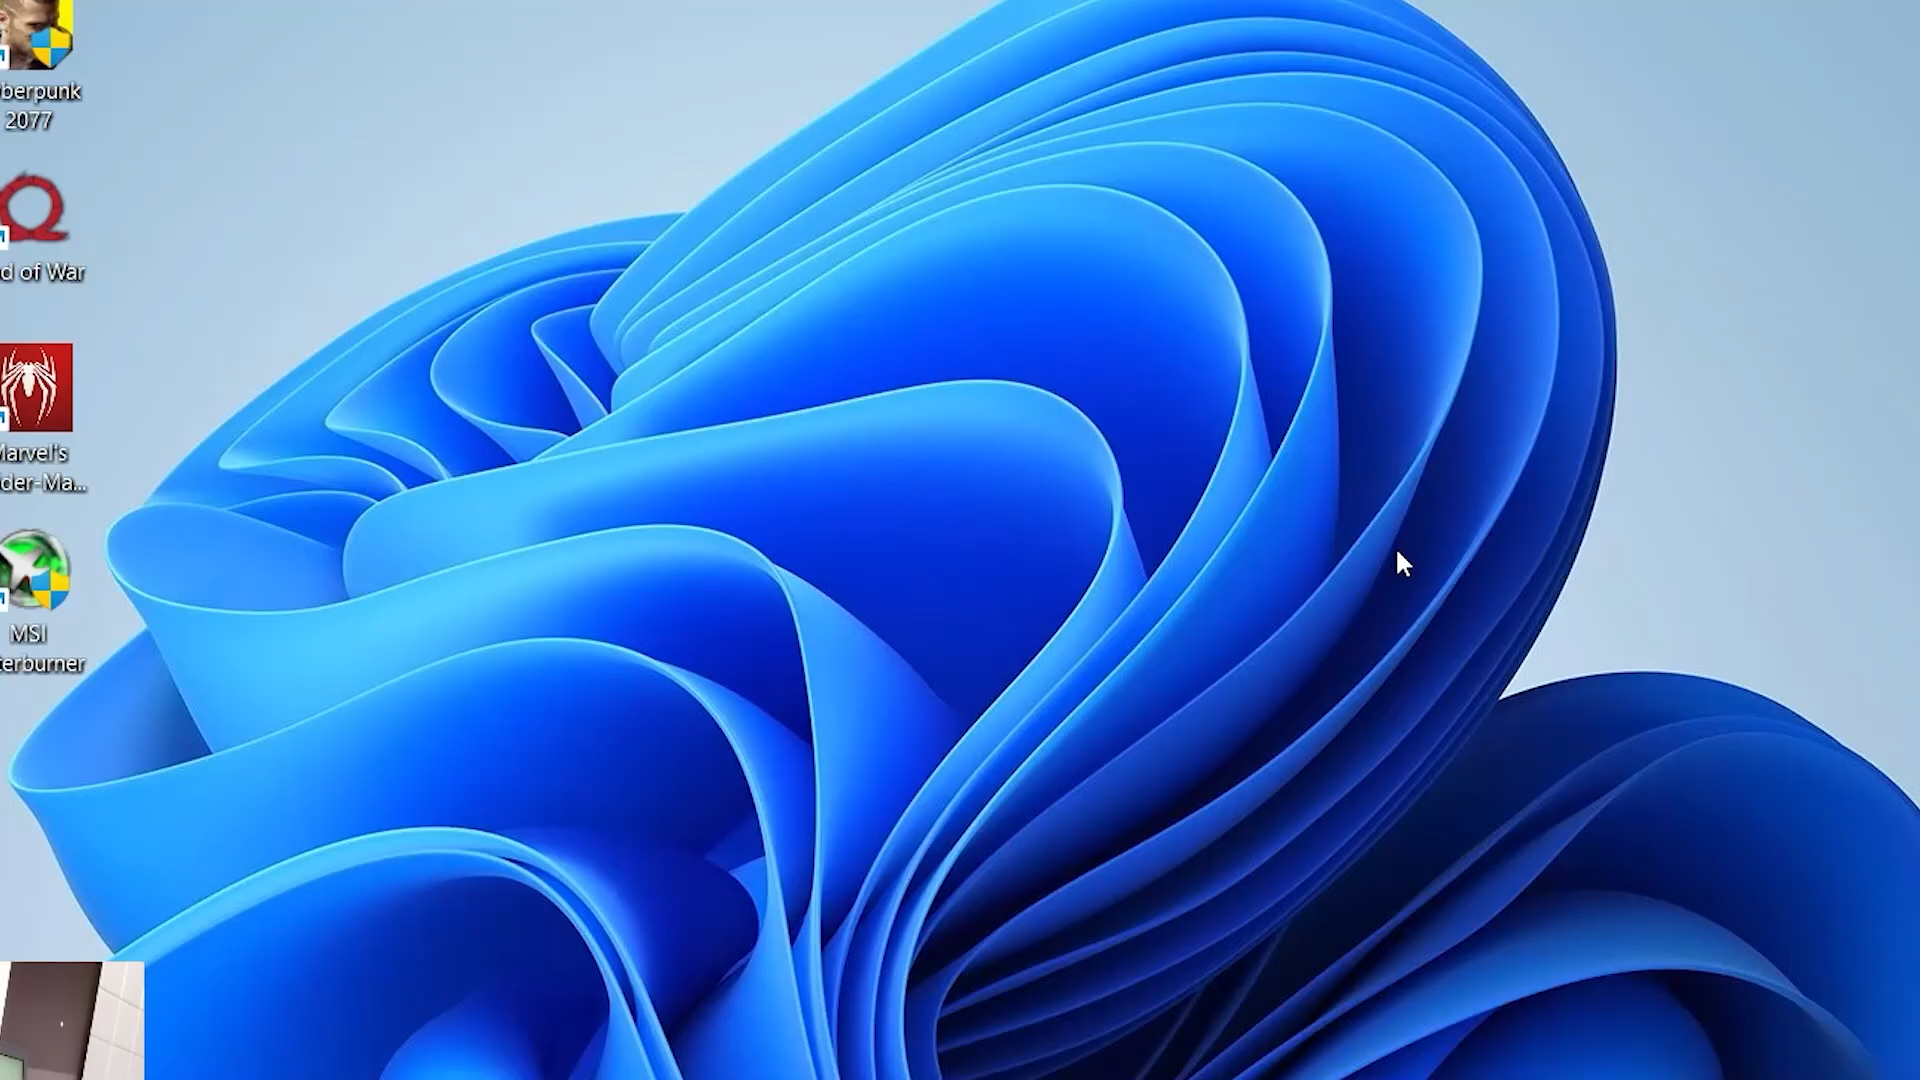 berpunk
2077
d of War
Marvel's
der-Ma...
MSI
terburner